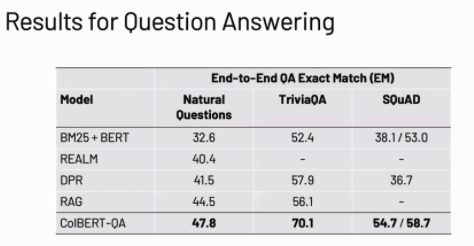 Results for Question Answering
End-to-End QA Exact Match (EM)
Model Natural Questions TriviaQA SQuAD
BM25 + BERT 32.6 52.4 38.1 / 53.0
REALM 40.4 - -
DPR 41.5 57.9 36.7
RAG 44.5 56.1 -
ColBERT-QA 47.8 70.1 54.7 / 58.7